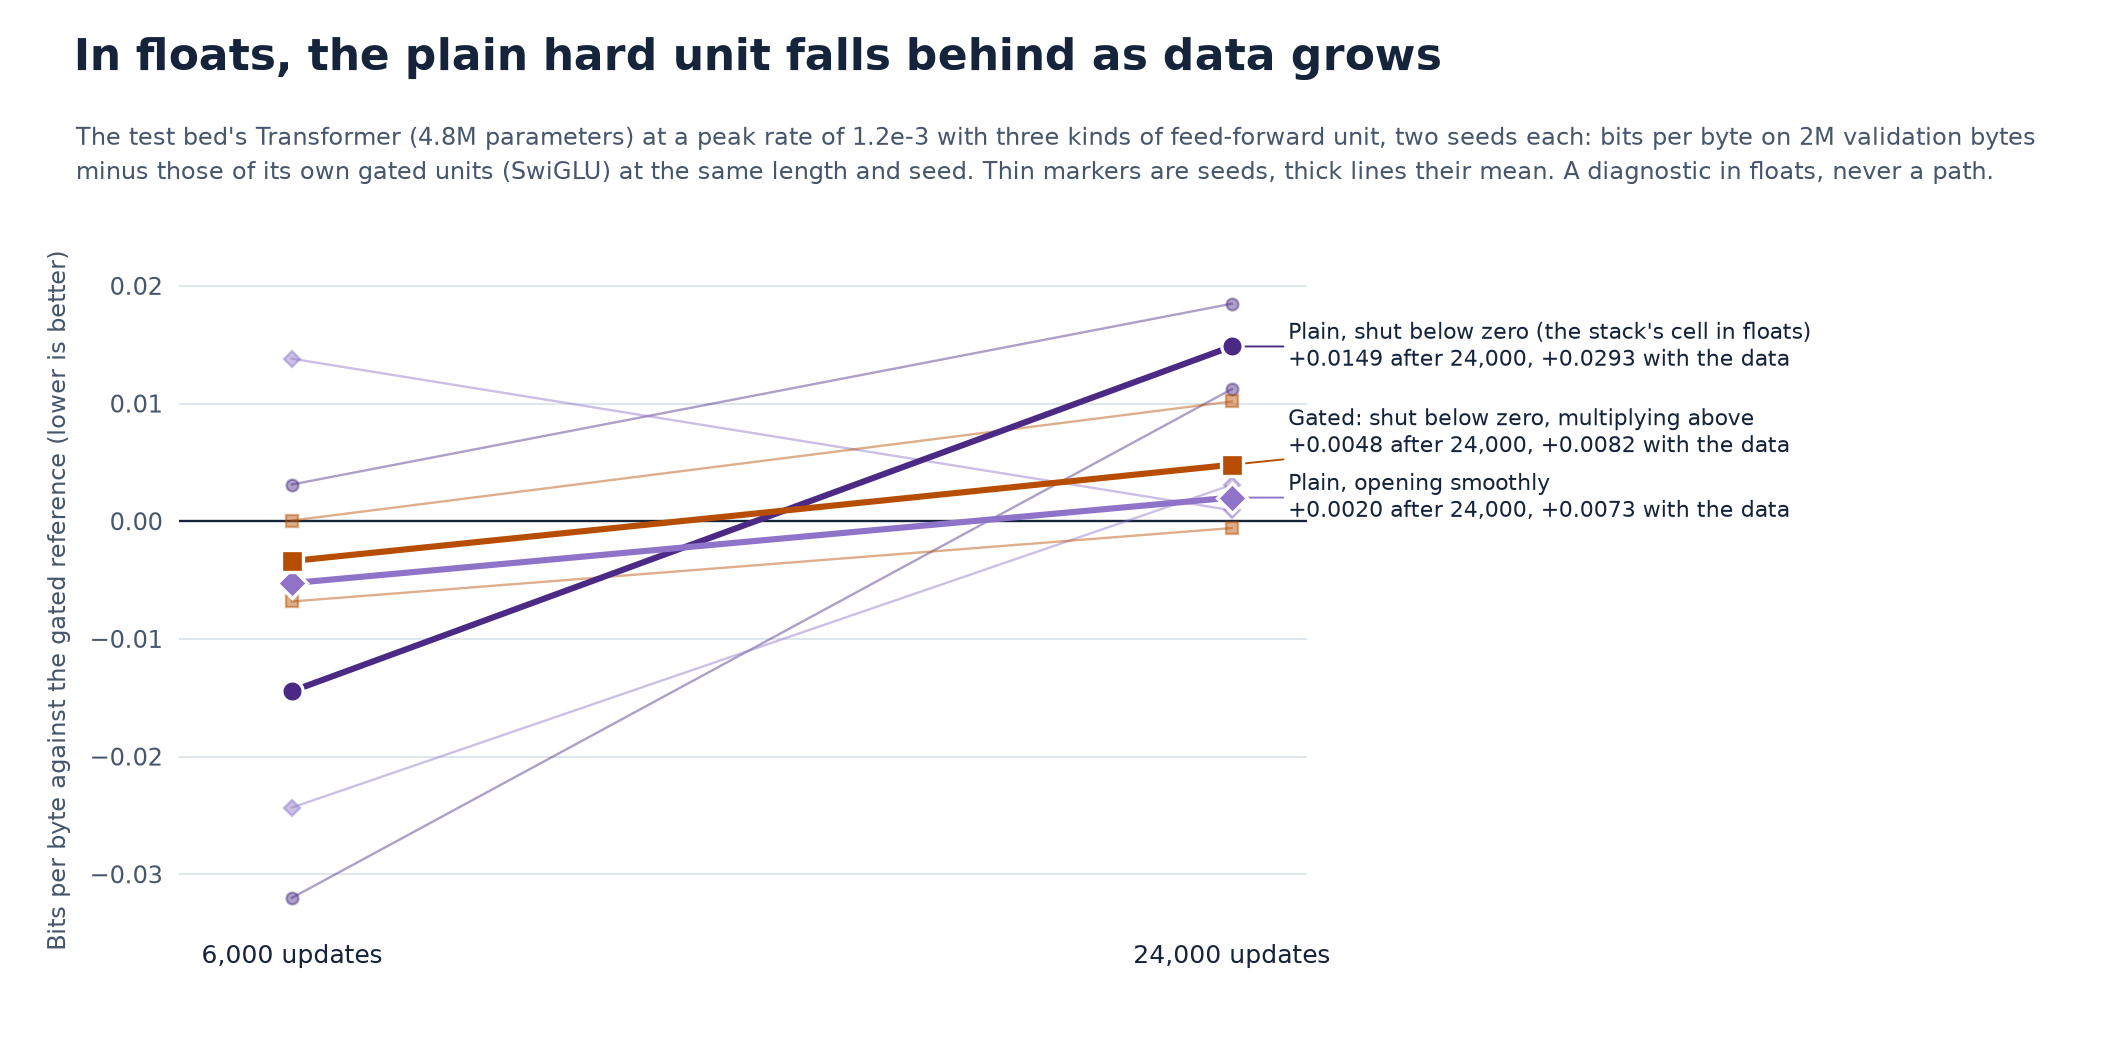 In floats, the plain hard unit falls behind as data grows
The test bed's Transformer (4.8M parameters) at a peak rate of 1.2e-3 with three kinds of feed-forward unit, two seeds each: bits per byte on 2M validation bytes
minus those of its own gated units (SwiGLU) at the same length and seed. Thin markers are seeds, thick lines their mean. A diagnostic in floats, never a path.
Bits per byte against the gated reference (lower is better)
0.02
0.01
0.00
−0.01
−0.02
−0.03
Plain, shut below zero (the stack's cell in floats)
+0.0149 after 24,000, +0.0293 with the data
Gated: shut below zero, multiplying above
+0.0048 after 24,000, +0.0082 with the data
Plain, opening smoothly
+0.0020 after 24,000, +0.0073 with the data
6,000 updates
24,000 updates